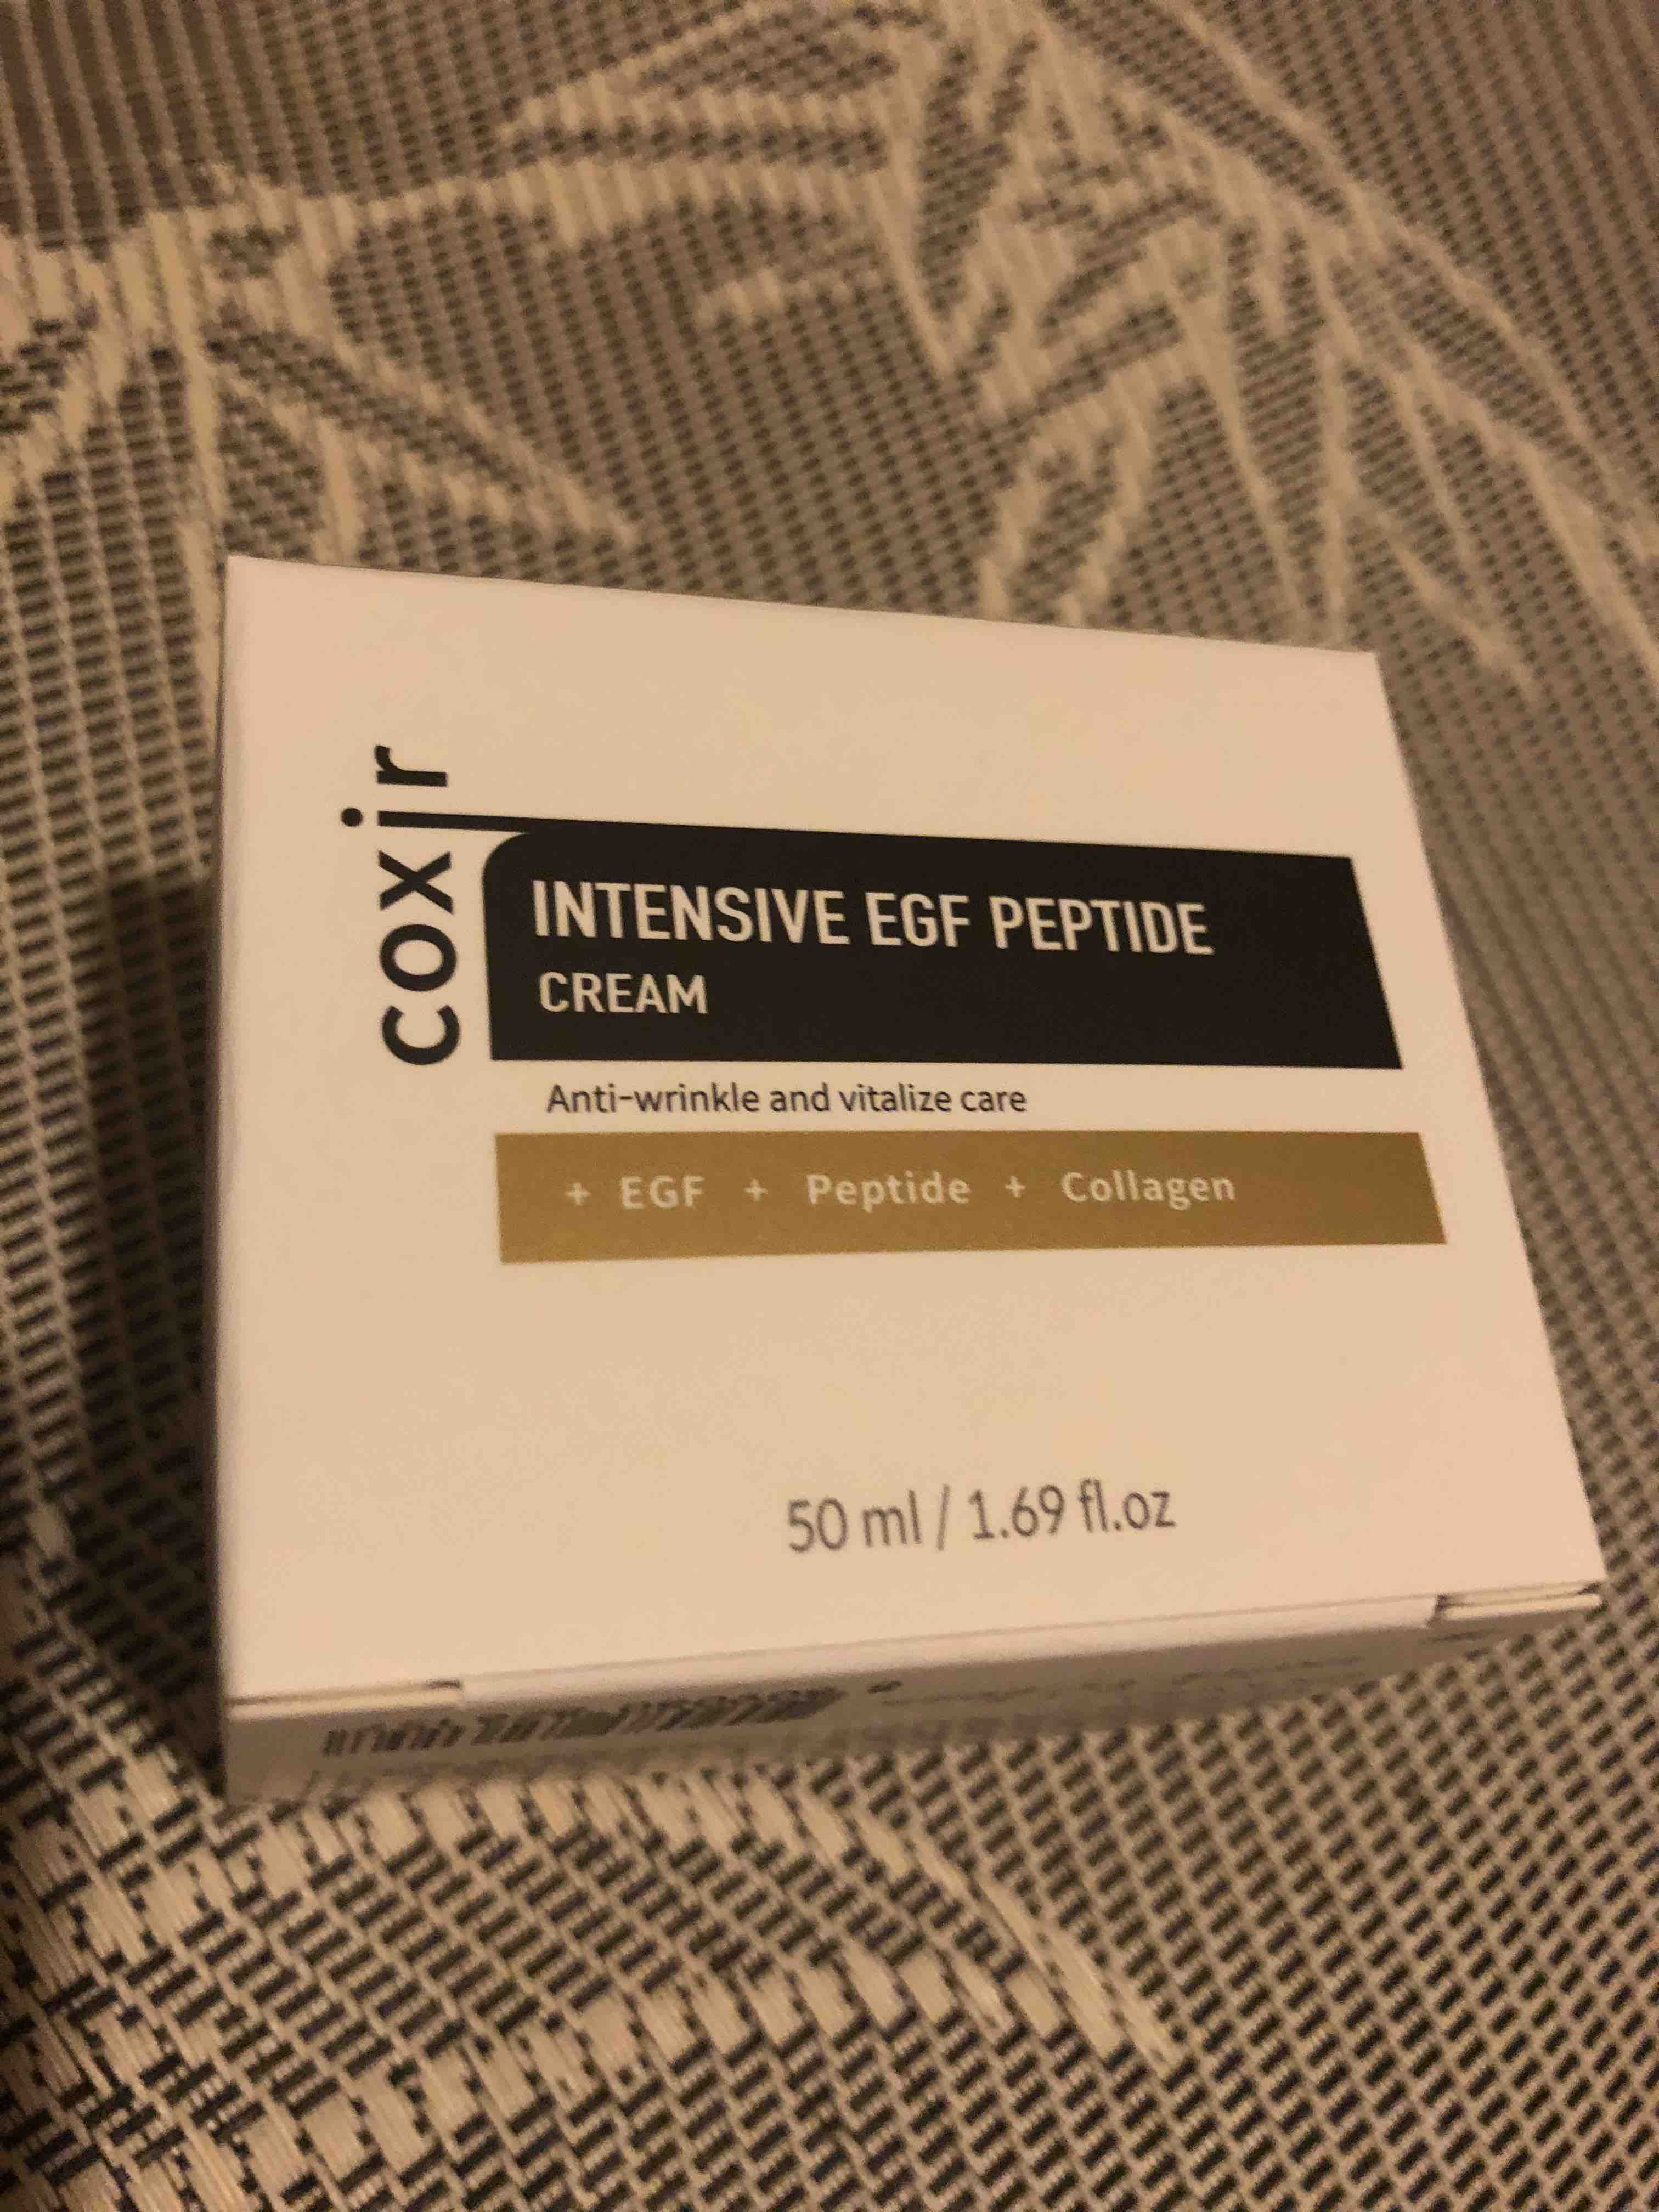 coxir
INTENSIVE EGF PEPTIDE
CREAM
Anti-wrinkle and vitalize care
+ EGF + Peptide + Collagen
50 ml / 1.69 fl.oz